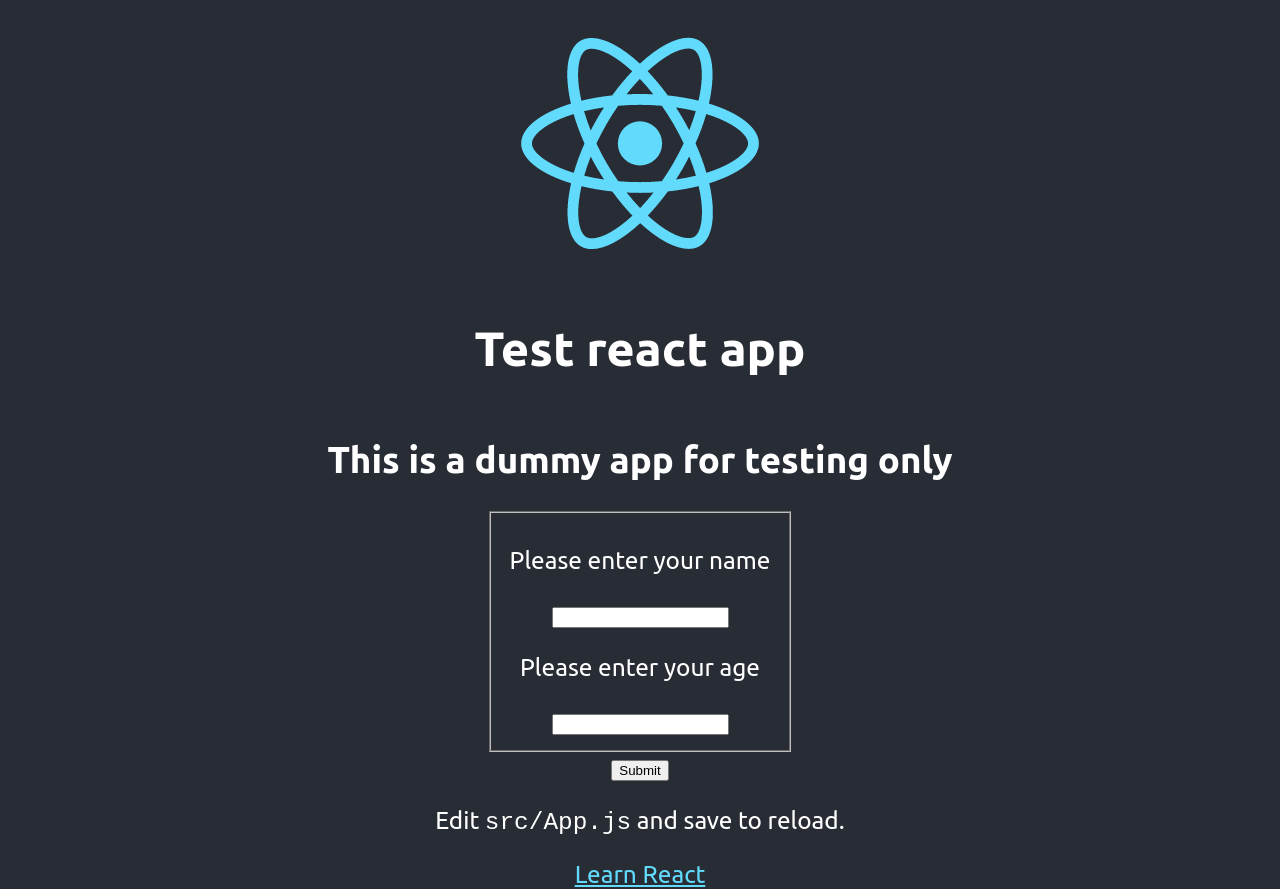 Test react app
This is a dummy app for testing only
Please enter your name
Please enter your age
Submit
Edit src/App.js and save to reload.
Learn React